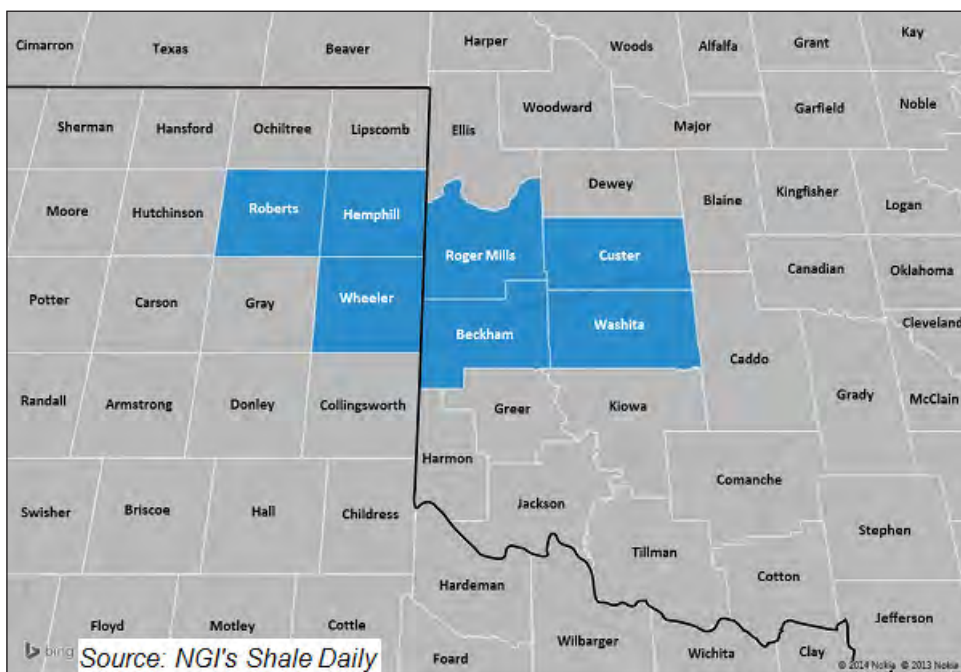 Cimarron Texas Beaver Harper Woods Alfalfa Grant Kay
Woodward Garfield Noble
Sherman Hansford Ochiltree Lipscomb Ellis Major
Dewey Blaine Kingfisher Logan
Moore Hutchinson Roberts Hemphill
Roger Mills Custer Canadian Oklahoma
Potter Carson Gray Wheeler
Beckham Washita Cleveland
Caddo
Randall Armstrong Donley Collingsworth Greer Kiowa Grady McClain
Harmon
Comanche
Swisher Briscoe Hall Childress Jackson
Stephen
Tillman
Cotton
Hardeman
Jefferson
Floyd Motley Cottle
Wilbarger Wichita Clay
Foard
bing
Source: NGI's Shale Daily
© 2014 Nokia © 2013 Nokia